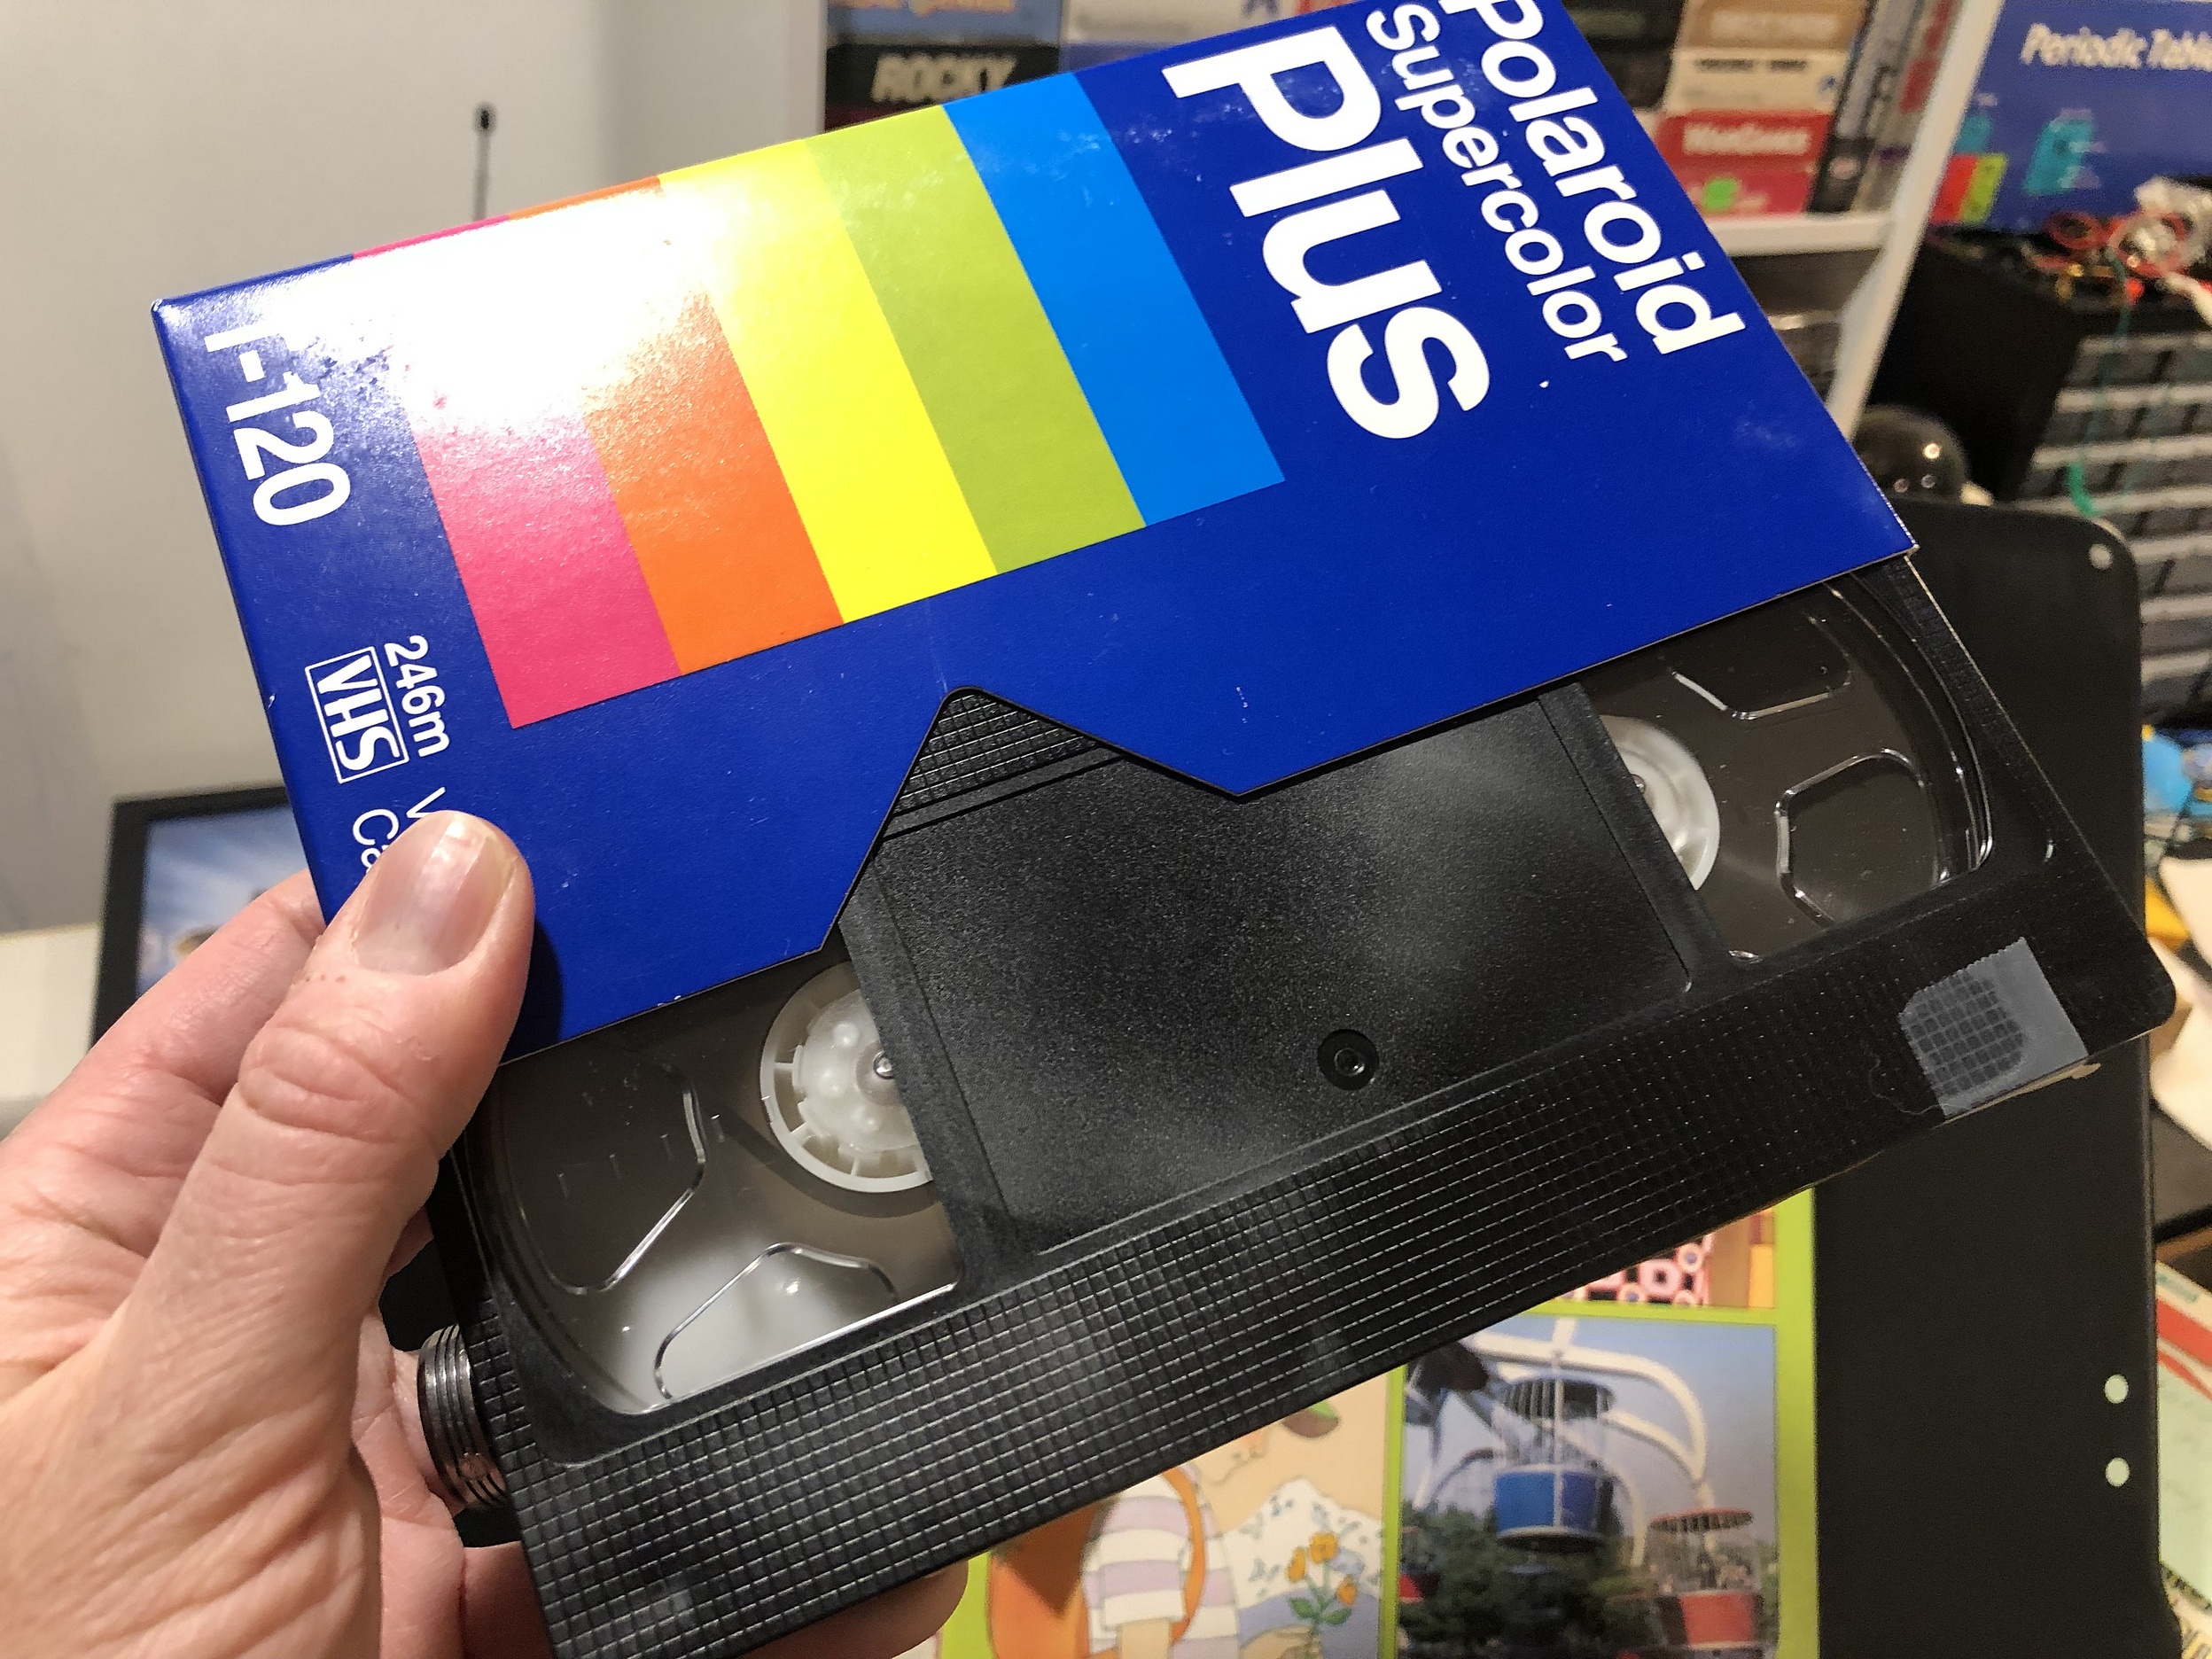 Polaroid
supercolor
Plus
T-120
246m
VHS
ROCKY
Periodic Table